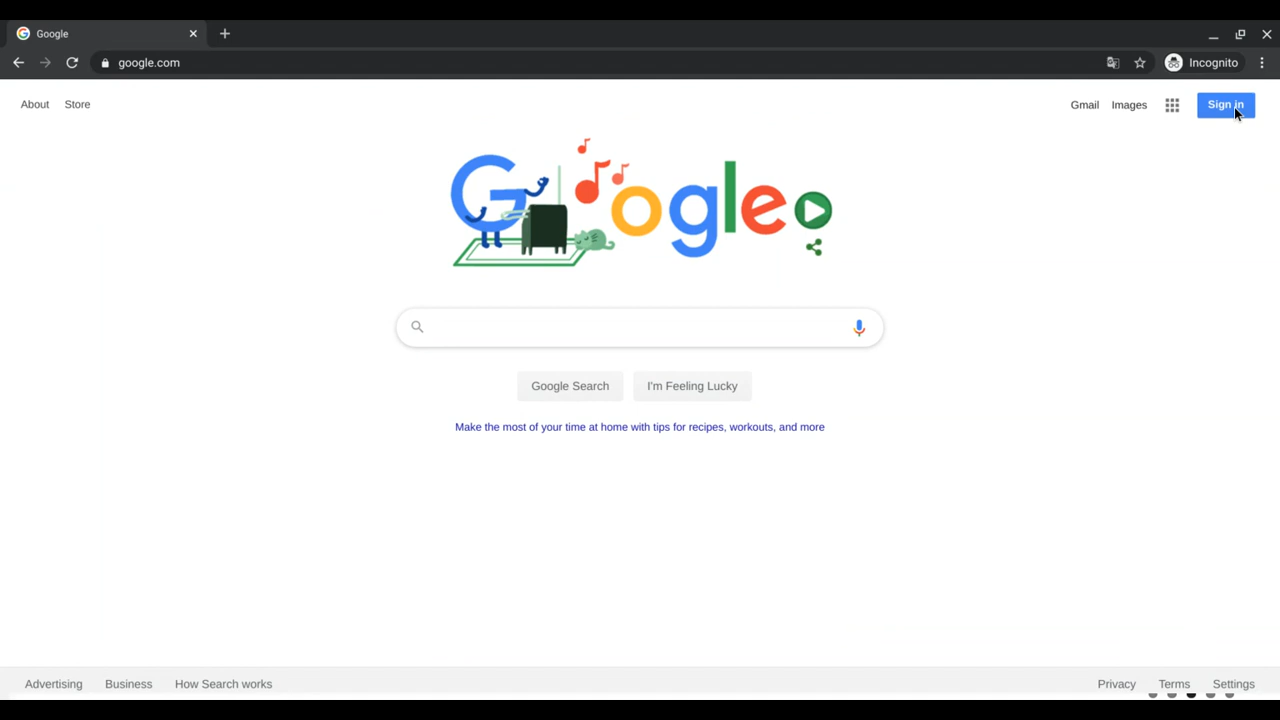 Google
google.com
Incognito
About Store
Gmail Images Sign in
Google
Google Search I'm Feeling Lucky
Make the most of your time at home with tips for recipes, workouts, and more
Advertising Business How Search works
Privacy Terms Settings